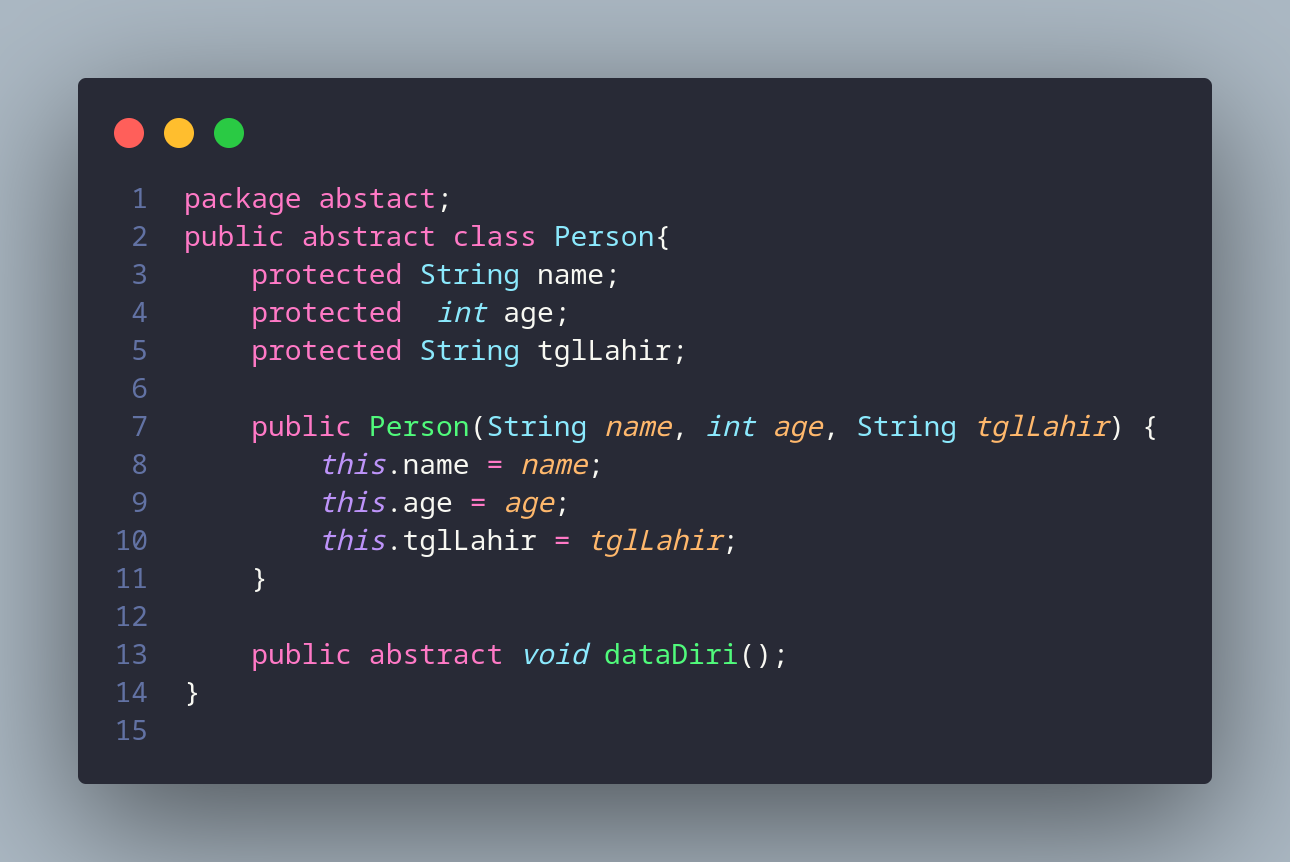 1 package abstact;
2 public abstract class Person{
3     protected String name;
4     protected  int age;
5     protected String tglLahir;
6
7     public Person(String name, int age, String tglLahir) {
8         this.name = name;
9         this.age = age;
10         this.tglLahir = tglLahir;
11     }
12
13     public abstract void dataDiri();
14 }
15